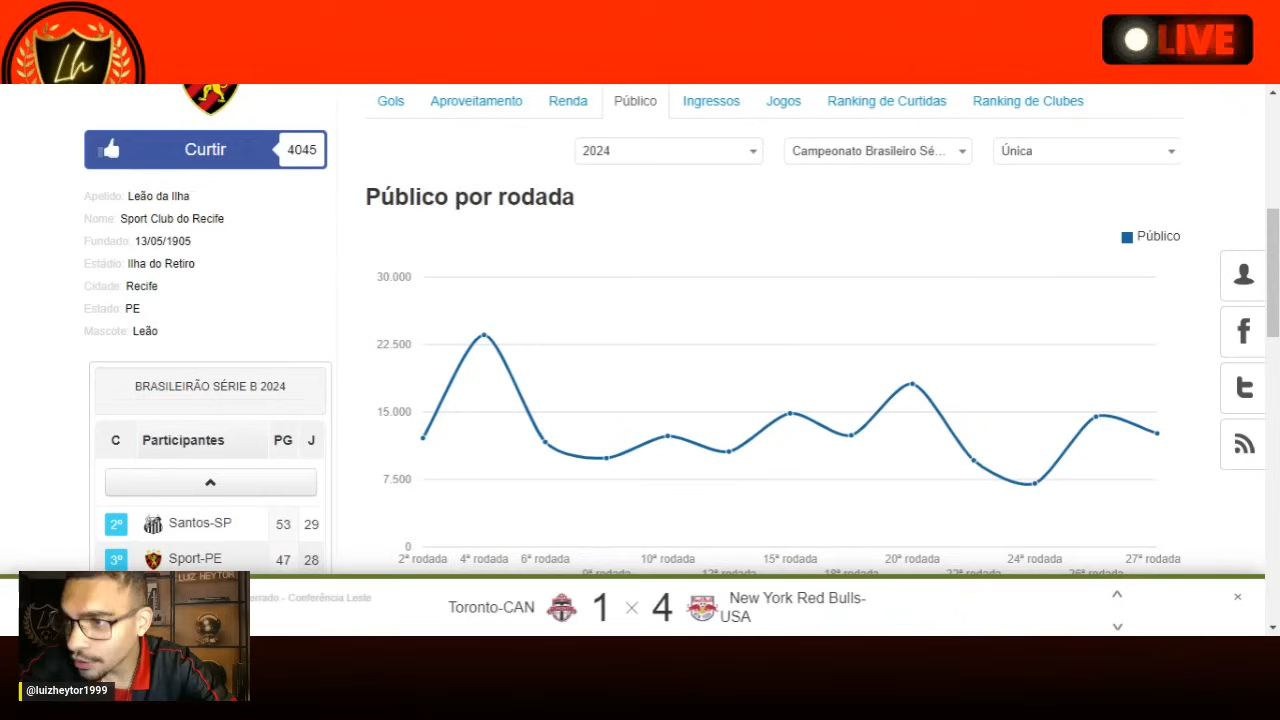 Lh
LIVE
Gols Aproveitamento Renda Público Ingressos Jogos Ranking de Curtidas Ranking de Clubes
Curtir 4045
2024 Campeonato Brasileiro Sé... Única
Apelido: Leão da Ilha
Nome: Sport Club do Recife
Fundado: 13/05/1905
Estádio: Ilha do Retiro
Cidade: Recife
Estado: PE
Mascote: Leão
Público por rodada
Público
30.000
22.500
15.000
7.500
0
2ª rodada 4ª rodada 6ª rodada 10ª rodada 15ª rodada 20ª rodada 24ª rodada 27ª rodada
BRASILEIRÃO SÉRIE B 2024
C Participantes PG J
2º Santos-SP 53 29
3º Sport-PE 47 28
LUIZ HEYTOR
errado - Conferência Leste
Toronto-CAN 1 × 4 New York Red Bulls-
USA
@luizheytor1999